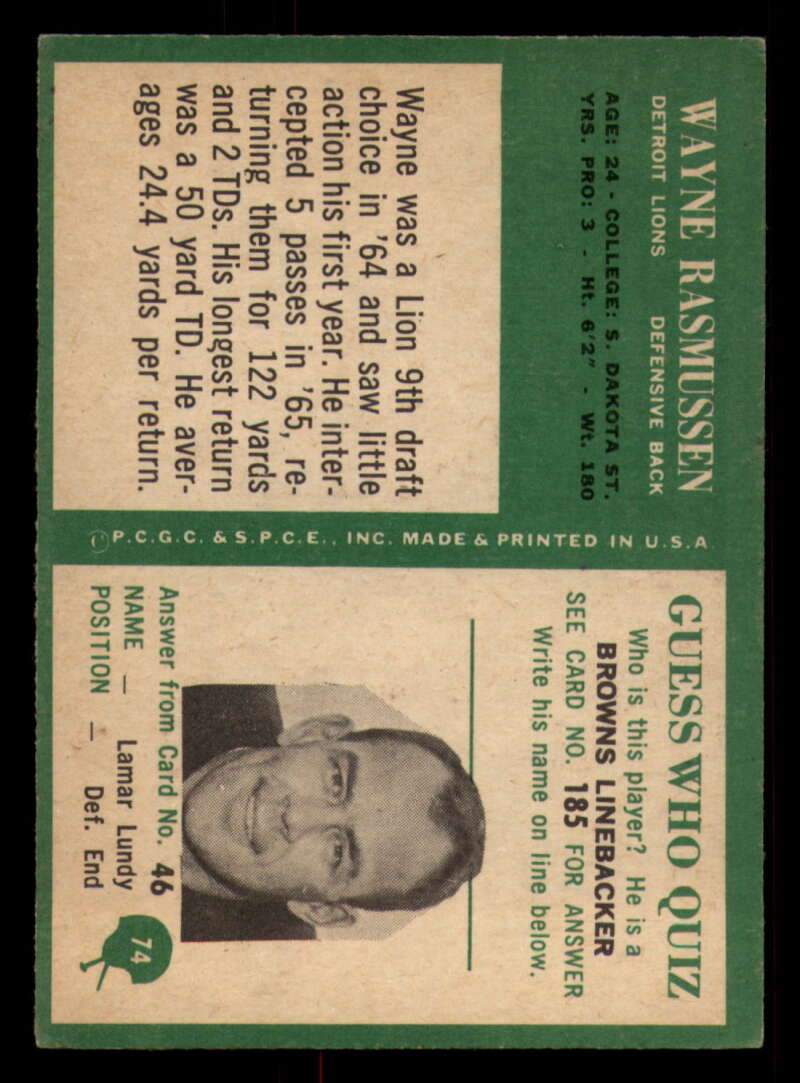 WAYNE RASMUSSEN
DETROIT LIONS DEFENSIVE BACK
AGE: 24 - COLLEGE: S. DAKOTA ST.
YRS. PRO: 3 - Ht. 6'2" - Wt. 180
Wayne was a Lion 9th draft
choice in '64 and saw little
action his first year. He inter-
cepted 5 passes in '65, re-
turning them for 122 yards
and 2 TDs. His longest return
was a 50 yard TD. He aver-
ages 24.4 yards per return.
©P.C.G.C. & S.P.C.E., INC. MADE & PRINTED IN U.S.A.
GUESS WHO QUIZ
Who is this player? He is a
BROWNS LINEBACKER
SEE CARD NO. 185 FOR ANSWER
Write his name on line below.
Answer from Card No. 46
NAME — Lamar Lundy
POSITION — Def. End
74